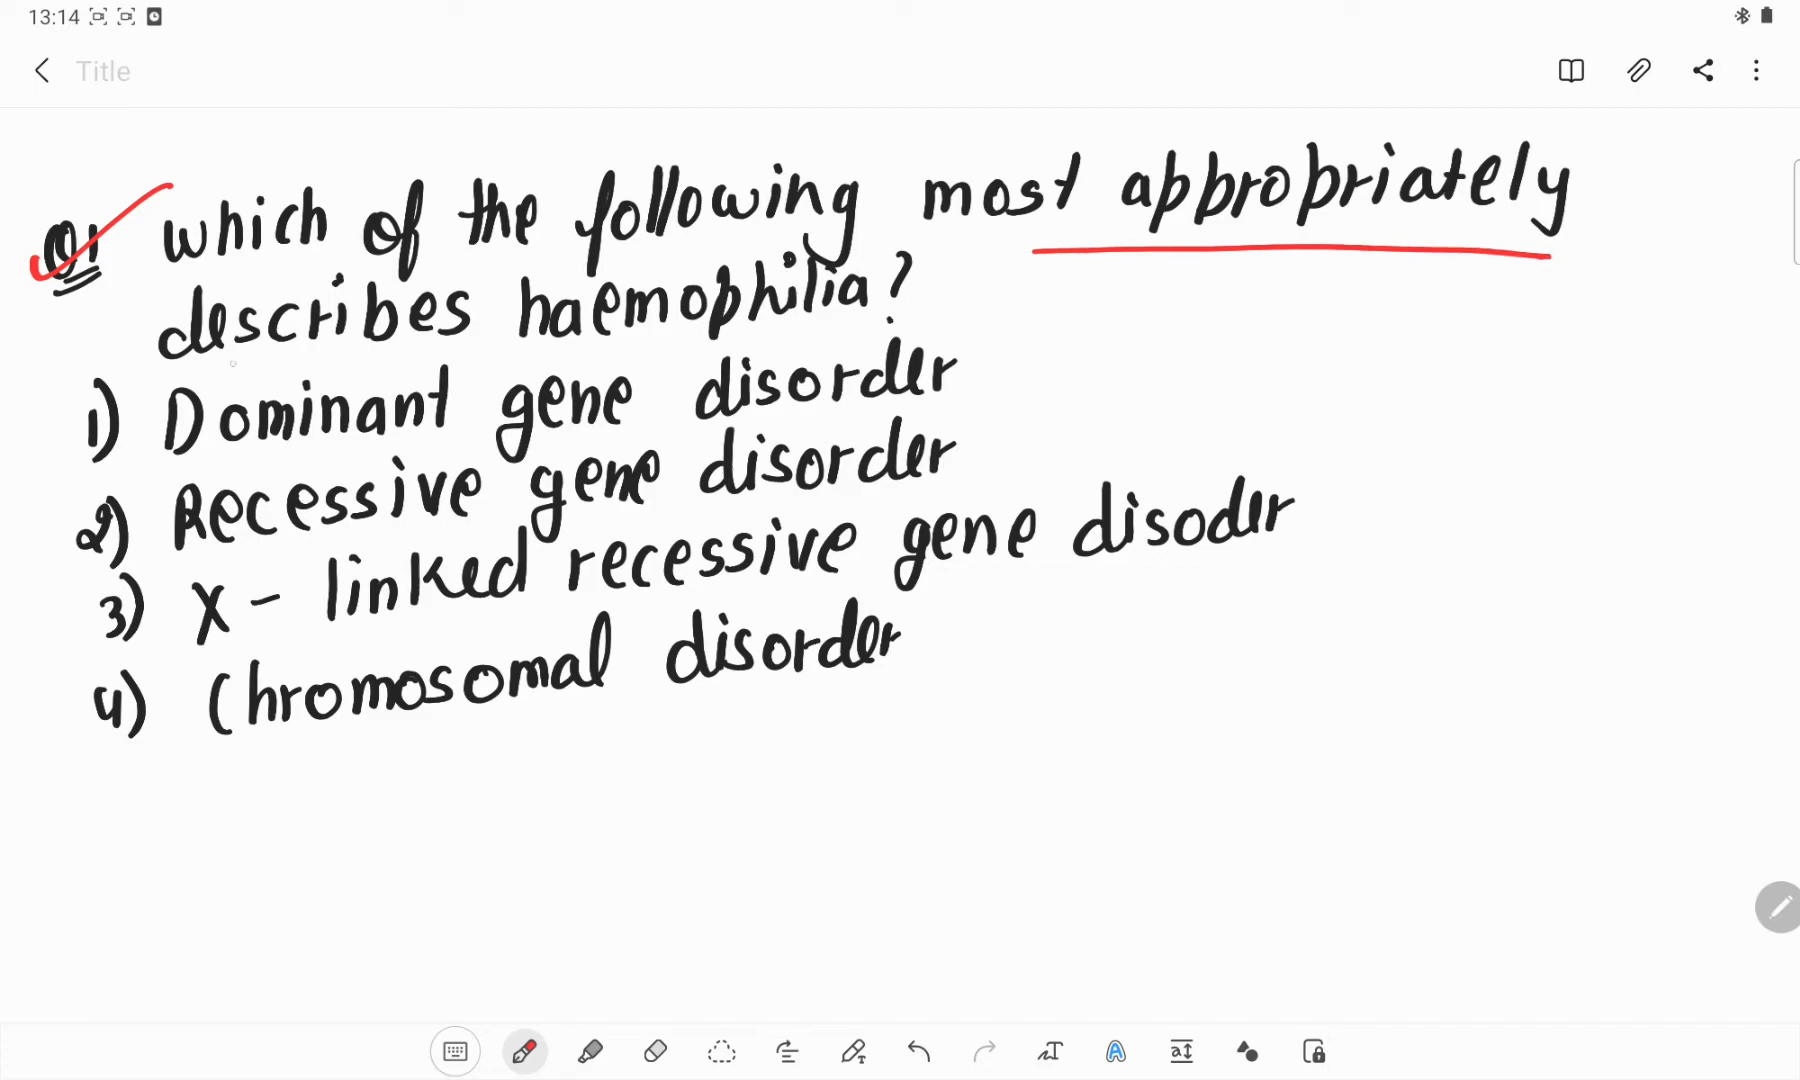 13:14
Title
Q1 which of the following most appropriately
describes haemophilia?
1) Dominant gene disorder
2) Recessive gene disorder
3) X - linked recessive gene disoder
4) Chromosomal disorder